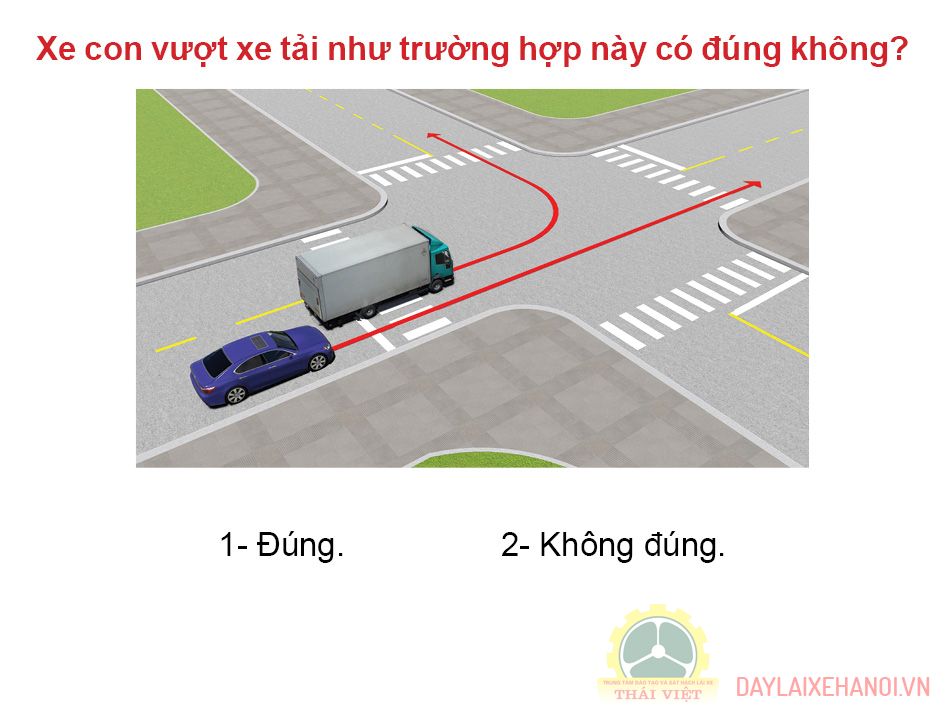 Xe con vượt xe tải như trường hợp này có đúng không?
1- Đúng. 2- Không đúng.
TRUNG TÂM ĐÀO TẠO VÀ SÁT HẠCH LÁI XE
THÁI VIỆT
DAYLAIXEHANOI.VN